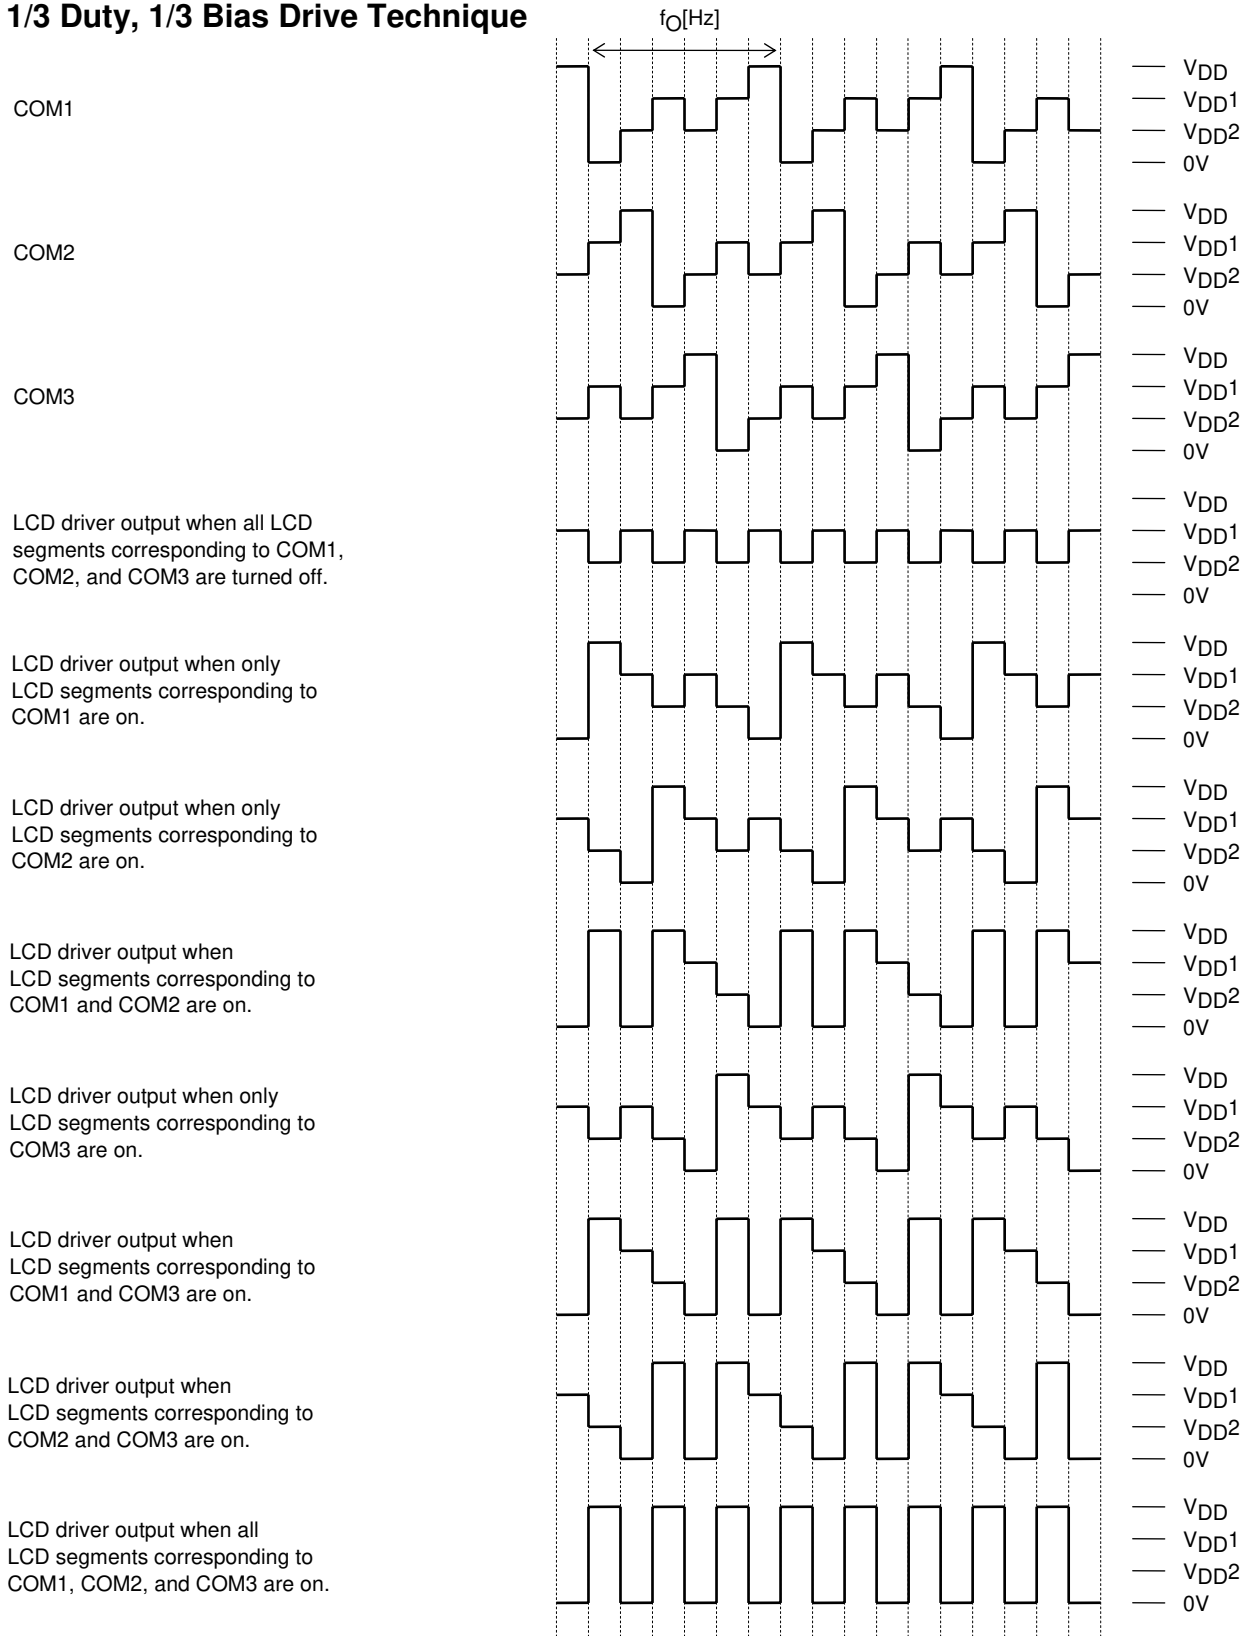 1/3 Duty, 1/3 Bias Drive Technique
fO[Hz]
COM1
VDD
VDD1
VDD2
0V
COM2
VDD
VDD1
VDD2
0V
COM3
VDD
VDD1
VDD2
0V
LCD driver output when all LCD
segments corresponding to COM1,
COM2, and COM3 are turned off.
VDD
VDD1
VDD2
0V
LCD driver output when only
LCD segments corresponding to
COM1 are on.
VDD
VDD1
VDD2
0V
LCD driver output when only
LCD segments corresponding to
COM2 are on.
VDD
VDD1
VDD2
0V
LCD driver output when
LCD segments corresponding to
COM1 and COM2 are on.
VDD
VDD1
VDD2
0V
LCD driver output when only
LCD segments corresponding to
COM3 are on.
VDD
VDD1
VDD2
0V
LCD driver output when
LCD segments corresponding to
COM1 and COM3 are on.
VDD
VDD1
VDD2
0V
LCD driver output when
LCD segments corresponding to
COM2 and COM3 are on.
VDD
VDD1
VDD2
0V
LCD driver output when all
LCD segments corresponding to
COM1, COM2, and COM3 are on.
VDD
VDD1
VDD2
0V